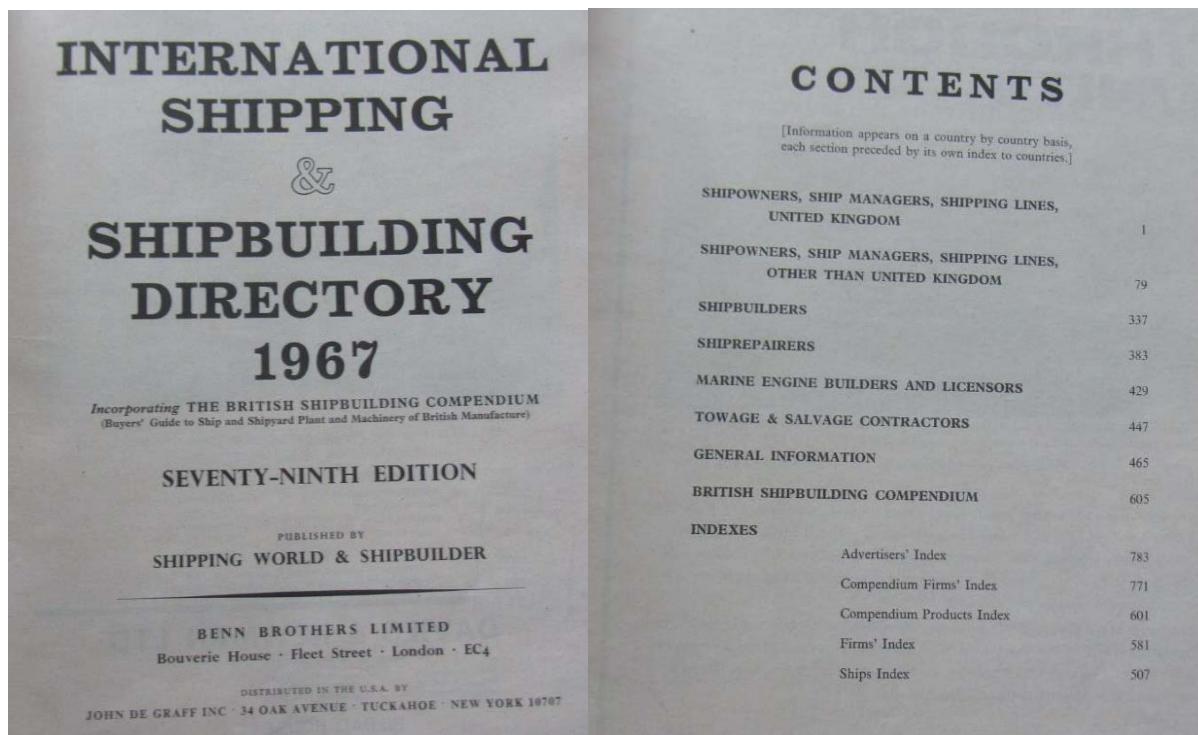 INTERNATIONAL
SHIPPING
&
SHIPBUILDING
DIRECTORY
1967
Incorporating THE BRITISH SHIPBUILDING COMPENDIUM
(Buyers' Guide to Ship and Shipyard Plant and Machinery of British Manufacture)
SEVENTY-NINTH EDITION
PUBLISHED BY
SHIPPING WORLD & SHIPBUILDER
BENN BROTHERS LIMITED
Bouverie House · Fleet Street · London · EC4
DISTRIBUTED IN THE U.S.A. BY
JOHN DE GRAFF INC · 34 OAK AVENUE · TUCKAHOE · NEW YORK 10707
CONTENTS
[Information appears on a country by country basis,
each section preceded by its own index to countries.]
SHIPOWNERS, SHIP MANAGERS, SHIPPING LINES,
UNITED KINGDOM 1
SHIPOWNERS, SHIP MANAGERS, SHIPPING LINES,
OTHER THAN UNITED KINGDOM 79
SHIPBUILDERS 337
SHIPREPAIRERS 383
MARINE ENGINE BUILDERS AND LICENSORS 429
TOWAGE & SALVAGE CONTRACTORS 447
GENERAL INFORMATION 465
BRITISH SHIPBUILDING COMPENDIUM 605
INDEXES
Advertisers' Index 783
Compendium Firms' Index 771
Compendium Products Index 601
Firms' Index 581
Ships Index 507